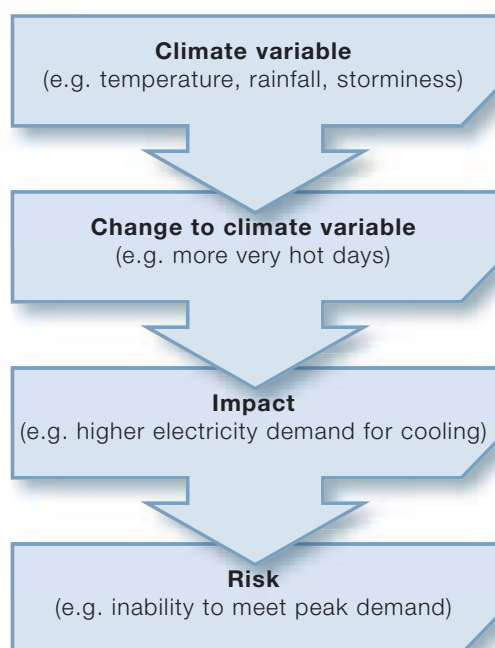 Climate variable
(e.g. temperature, rainfall, storminess)
Change to climate variable
(e.g. more very hot days)
Impact
(e.g. higher electricity demand for cooling)
Risk
(e.g. inability to meet peak demand)